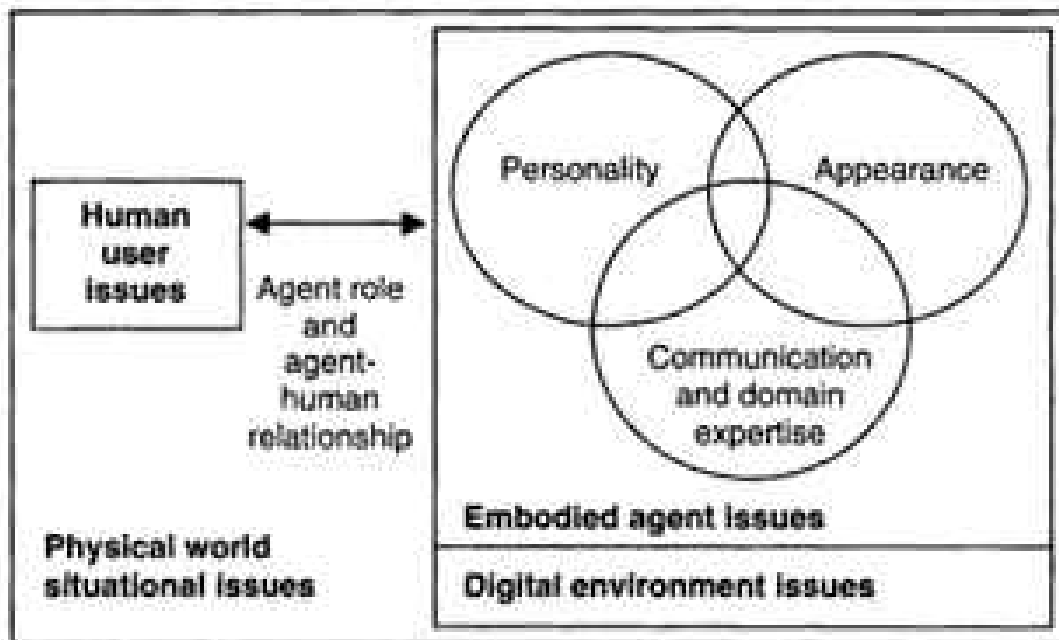 Personality
Appearance
Human
user
issues
Agent role
and
agent-
human
relationship
Communication
and domain
expertise
Embodied agent issues
Physical world
situational issues
Digital environment issues